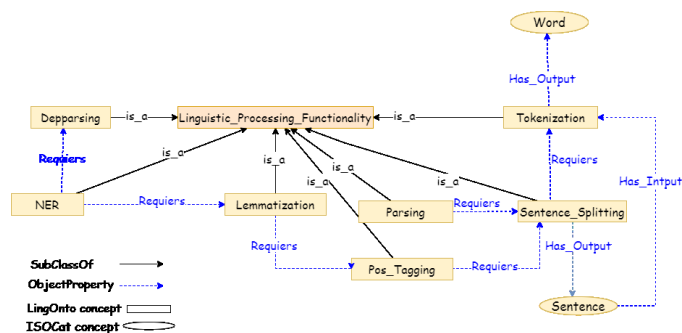 Word
Has_Output
Depparsing
is_a
Linguistic_Processing_Functionality
is_a
Tokenization
Requiers
is_a
is_a
is_a
is_a
is_a
Requiers
Has_Intput
NER
Requiers
Lemmatization
Parsing
Requiers
Sentence_Splitting
Requiers
Has_Output
Pos_Tagging
Requiers
SubClassOf
ObjectProperty
LingOnto concept
ISOCat concept
Sentence